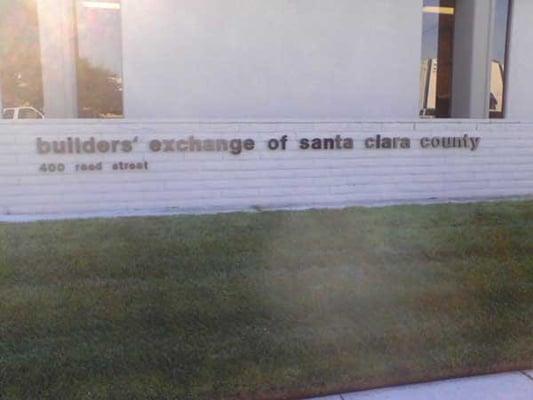 builders' exchange of santa clara county
400 reed street